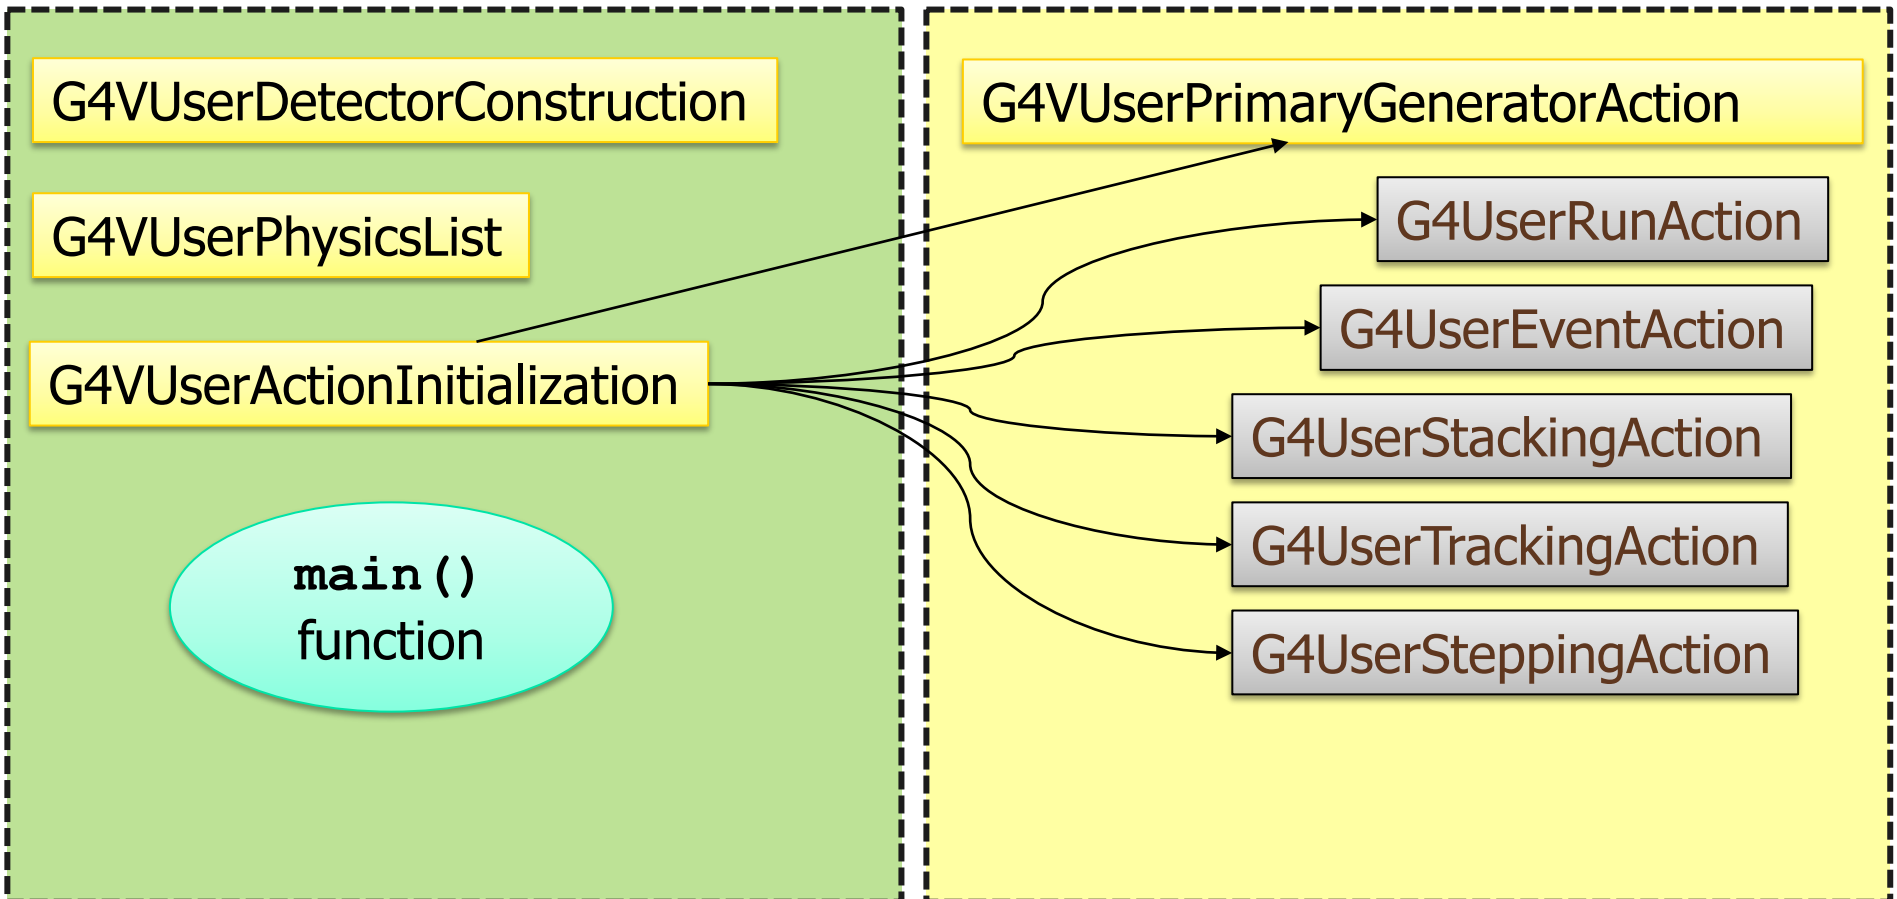 G4VUserDetectorConstruction
G4VUserPhysicsList
G4VUserActionInitialization
main()
function
G4VUserPrimaryGeneratorAction
G4UserRunAction
G4UserEventAction
G4UserStackingAction
G4UserTrackingAction
G4UserSteppingAction